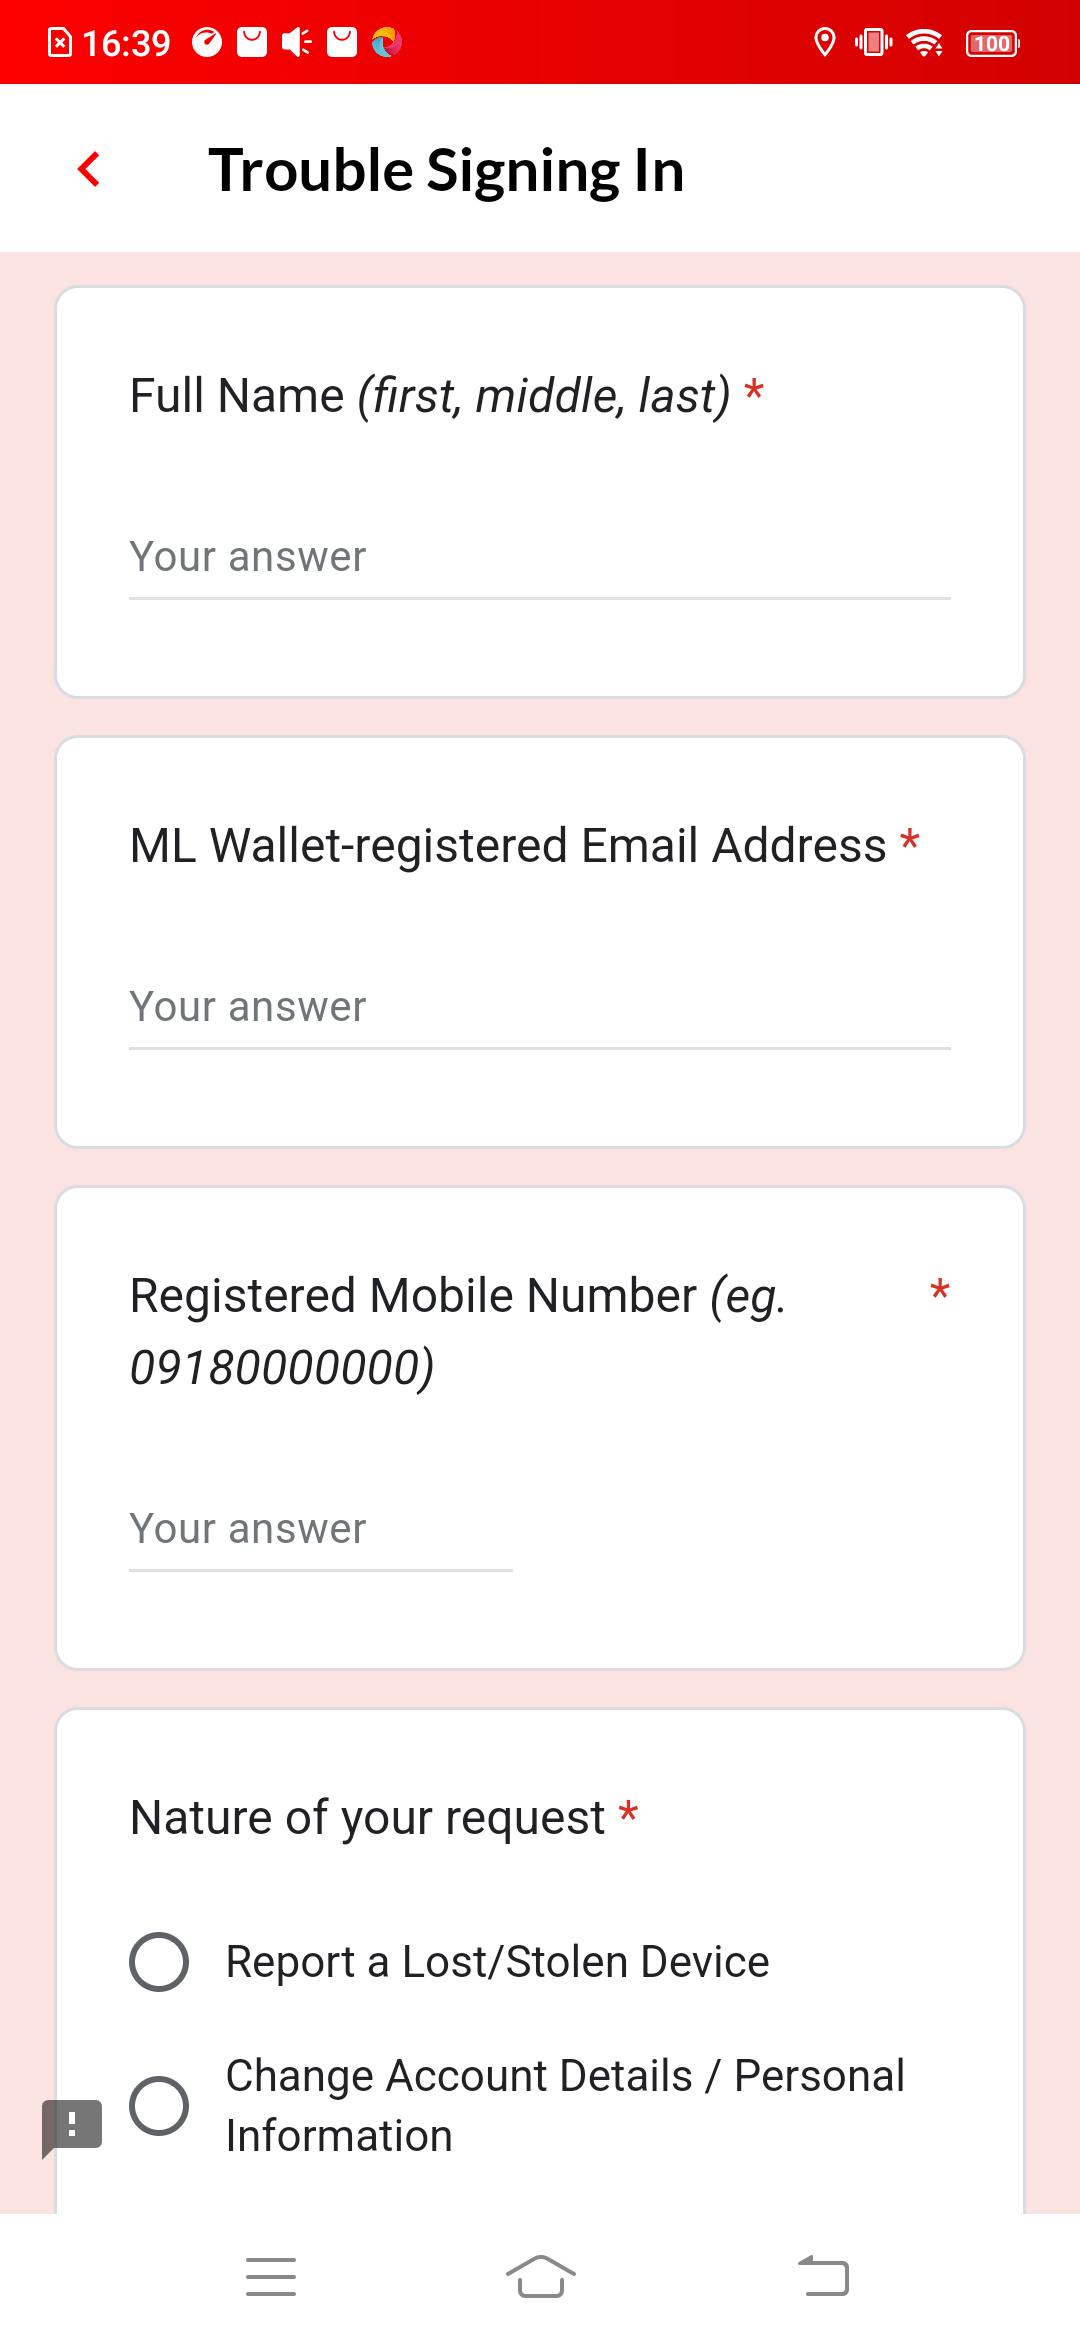 16:39
100
Trouble Signing In
Full Name (first, middle, last) *
Your answer
ML Wallet-registered Email Address *
Your answer
Registered Mobile Number (eg. *
09180000000)
Your answer
Nature of your request *
Report a Lost/Stolen Device
Change Account Details / Personal
Information